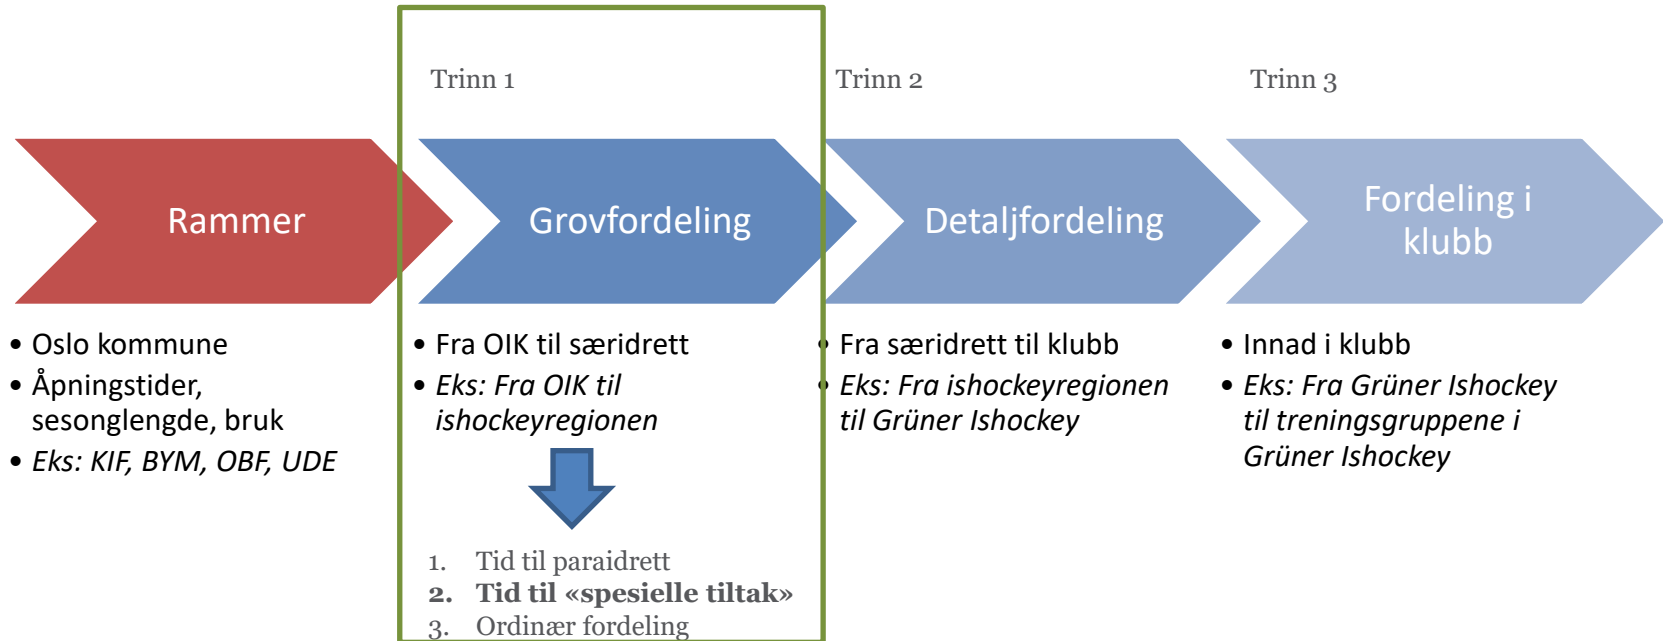 Trinn 1
Trinn 2
Trinn 3
Rammer
Grovfordeling
Detaljfordeling
Fordeling i
klubb
• Oslo kommune
• Åpningstider,
sesonglengde, bruk
• Eks: KIF, BYM, OBF, UDE
• Fra OIK til særidrett
• Eks: Fra OIK til
ishockeyregionen
1. Tid til paraidrett
2. Tid til «spesielle tiltak»
3. Ordinær fordeling
• Fra særidrett til klubb
• Eks: Fra ishockeyregionen
til Grüner Ishockey
• Innad i klubb
• Eks: Fra Grüner Ishockey
til treningsgruppene i
Grüner Ishockey